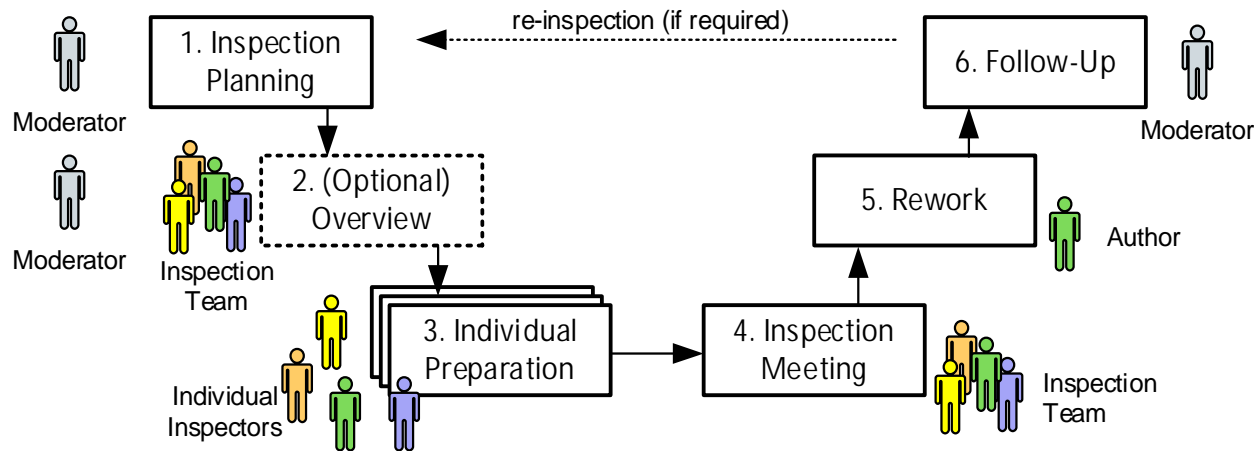 re-inspection (if required)
1. Inspection
Planning
Moderator
6. Follow-Up
Moderator
2. (Optional)
Overview
Moderator
Inspection
Team
5. Rework
Author
3. Individual
Preparation
Individual
Inspectors
4. Inspection
Meeting
Inspection
Team